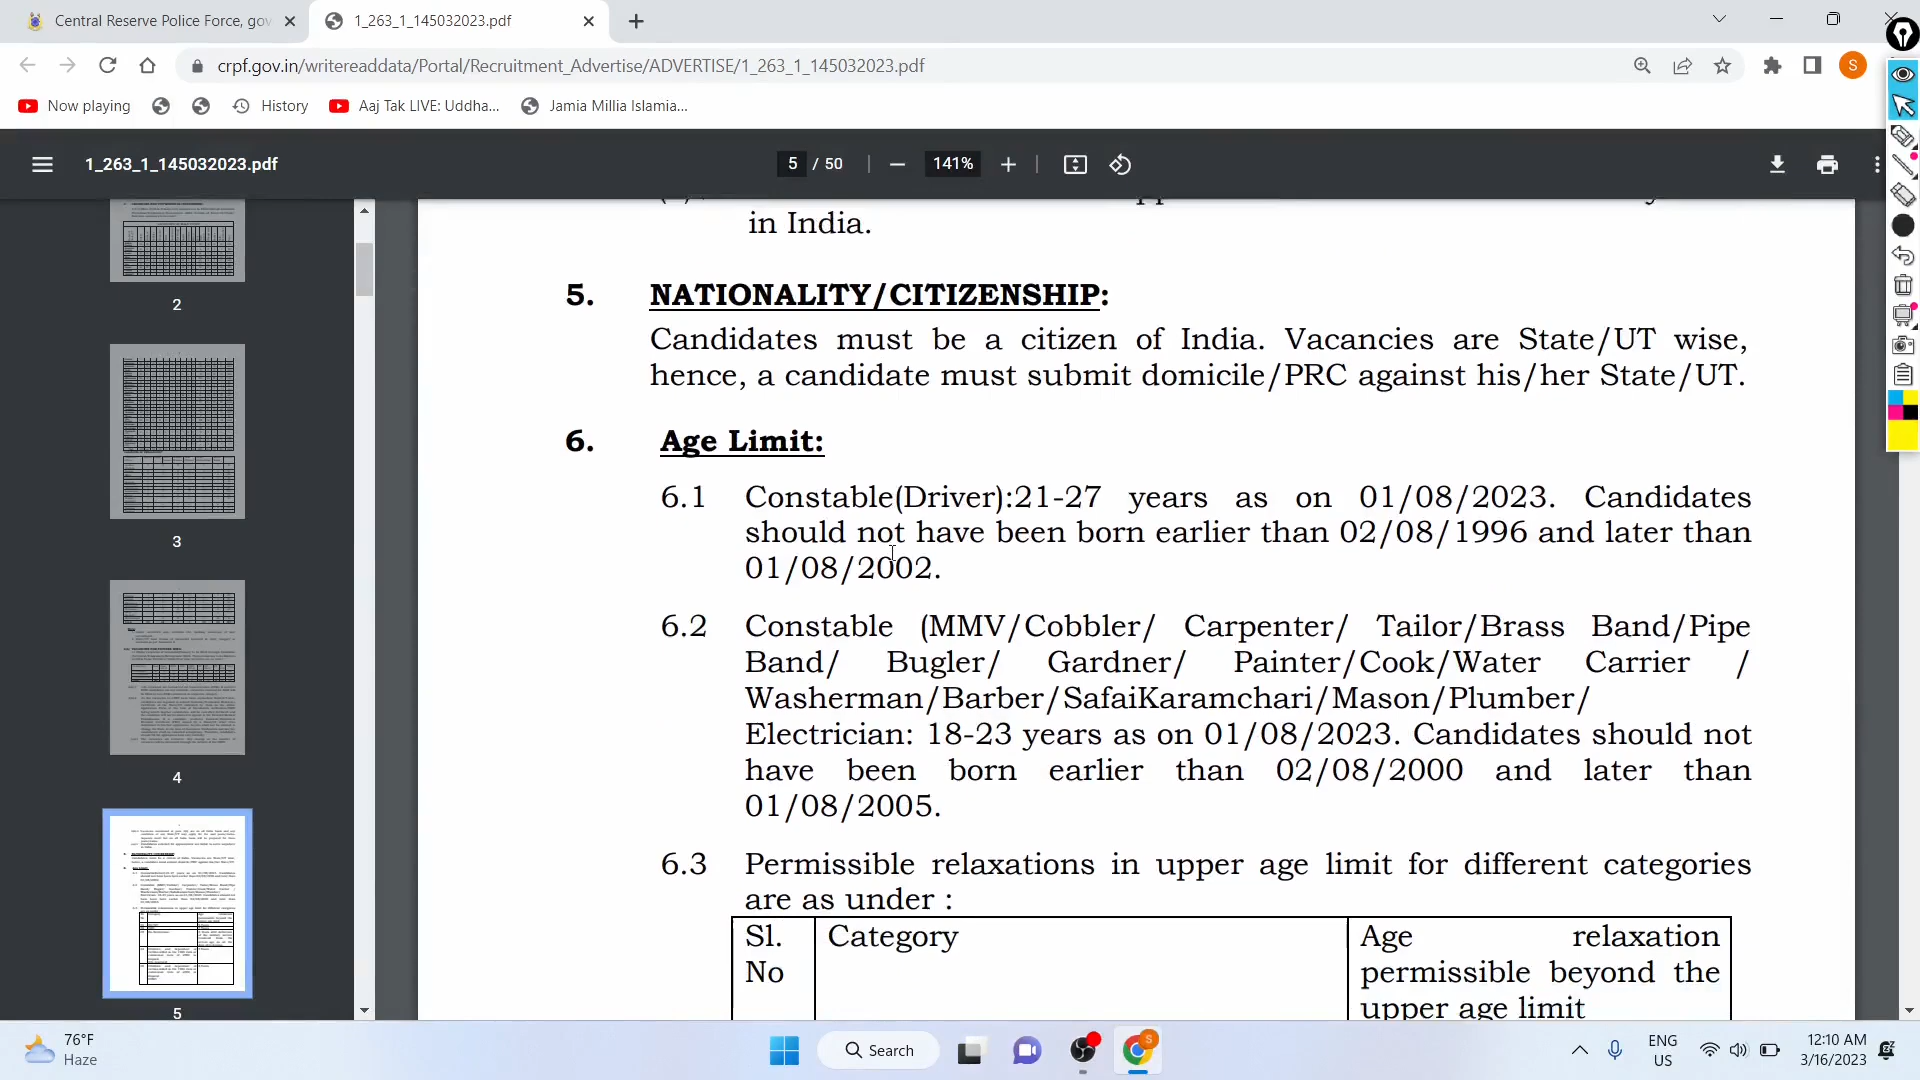 Central Reserve Police Force, gov
1_263_1_145032023.pdf
crpf.gov.in/writereaddata/Portal/Recruitment_Advertise/ADVERTISE/1_263_1_145032023.pdf
S
Now playing
History
Aaj Tak LIVE: Uddha...
Jamia Millia Islamia...
1_263_1_145032023.pdf
5 / 50
141%
2
3
4
5
in India.
5. NATIONALITY/CITIZENSHIP:
Candidates must be a citizen of India. Vacancies are State/UT wise,
hence, a candidate must submit domicile/PRC against his/her State/UT.
6. Age Limit:
6.1 Constable(Driver):21-27 years as on 01/08/2023. Candidates
should not have been born earlier than 02/08/1996 and later than
01/08/2002.
6.2 Constable (MMV/Cobbler/ Carpenter/ Tailor/Brass Band/Pipe
Band/ Bugler/ Gardner/ Painter/Cook/Water Carrier /
Washerman/Barber/SafaiKaramchari/Mason/Plumber/
Electrician: 18-23 years as on 01/08/2023. Candidates should not
have been born earlier than 02/08/2000 and later than
01/08/2005.
6.3 Permissible relaxations in upper age limit for different categories
are as under :
Sl. No
Category
Age relaxation
permissible beyond the
upper age limit
76°F
Haze
Search
S
ENG
US
12:10 AM
3/16/2023